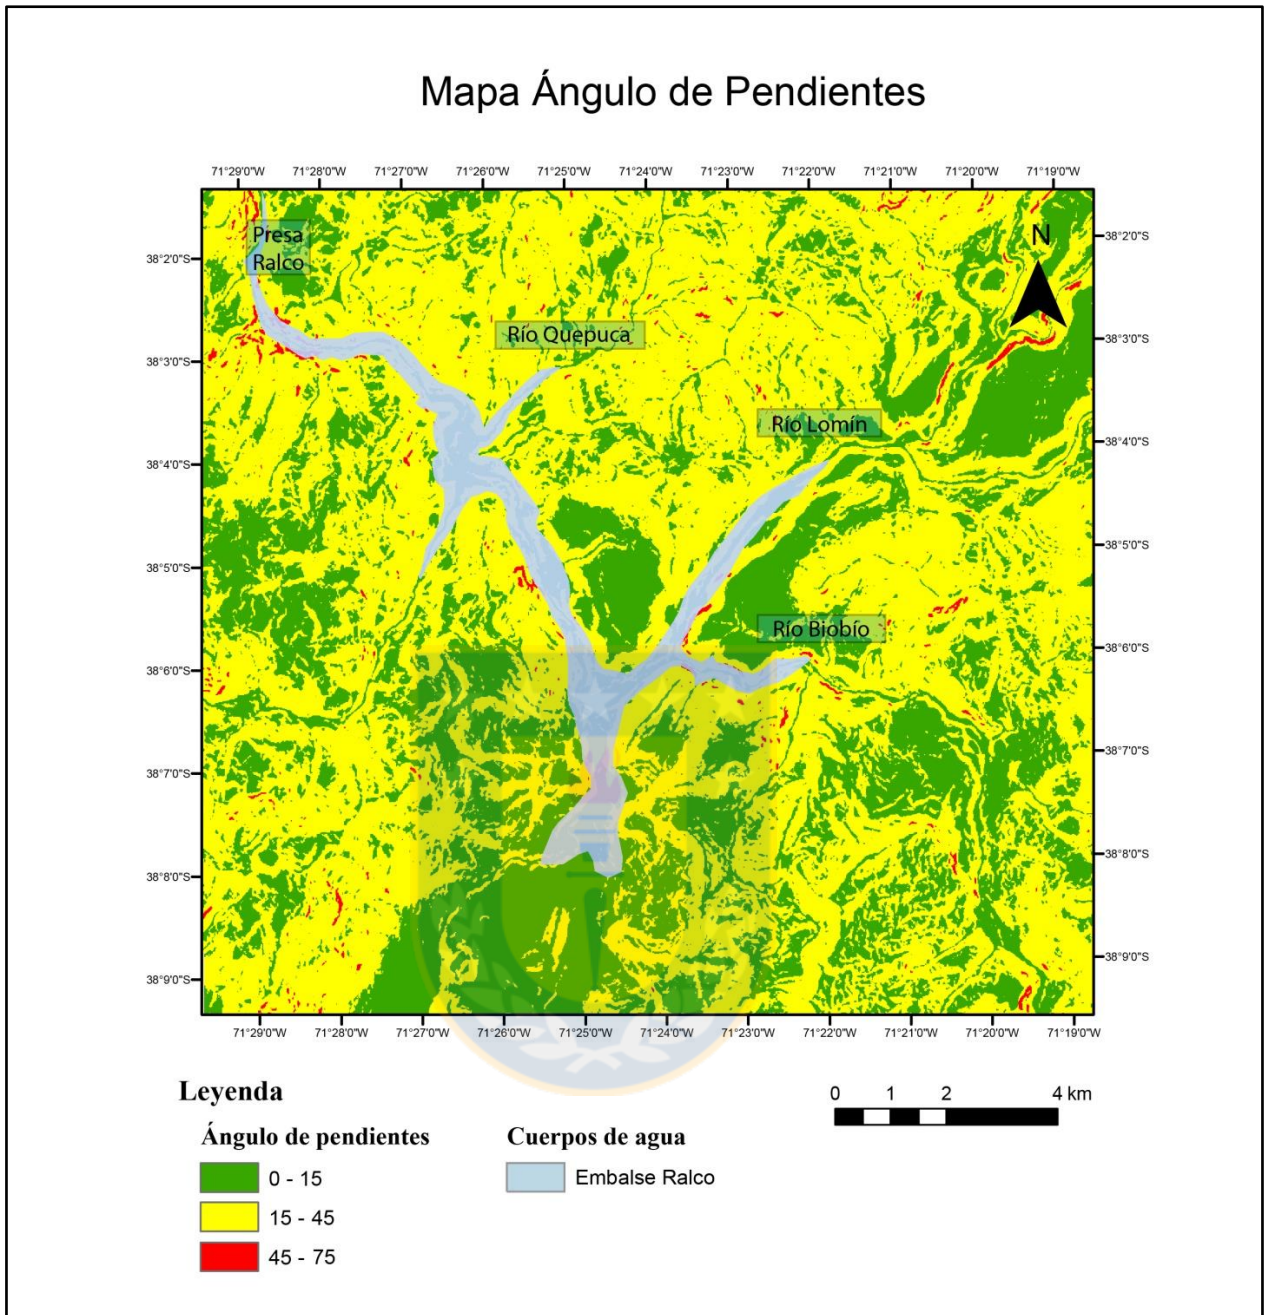 Mapa Ángulo de Pendientes
71°29'0"W 71°28'0"W 71°27'0"W 71°26'0"W 71°25'0"W 71°24'0"W 71°23'0"W 71°22'0"W 71°21'0"W 71°20'0"W 71°19'0"W
N
Presa
Ralco
38°2'0"S
38°2'0"S
Río Quepuca
38°3'0"S
38°3'0"S
Río Lomín
38°4'0"S
38°4'0"S
38°5'0"S
38°5'0"S
Río Biobío
38°6'0"S
38°6'0"S
38°7'0"S
38°7'0"S
38°8'0"S
38°8'0"S
38°9'0"S
38°9'0"S
71°29'0"W 71°28'0"W 71°27'0"W 71°26'0"W 71°25'0"W 71°24'0"W 71°23'0"W 71°22'0"W 71°21'0"W 71°20'0"W 71°19'0"W
Leyenda
0 1 2 4 km
Ángulo de pendientes
0 - 15
15 - 45
45 - 75
Cuerpos de agua
Embalse Ralco